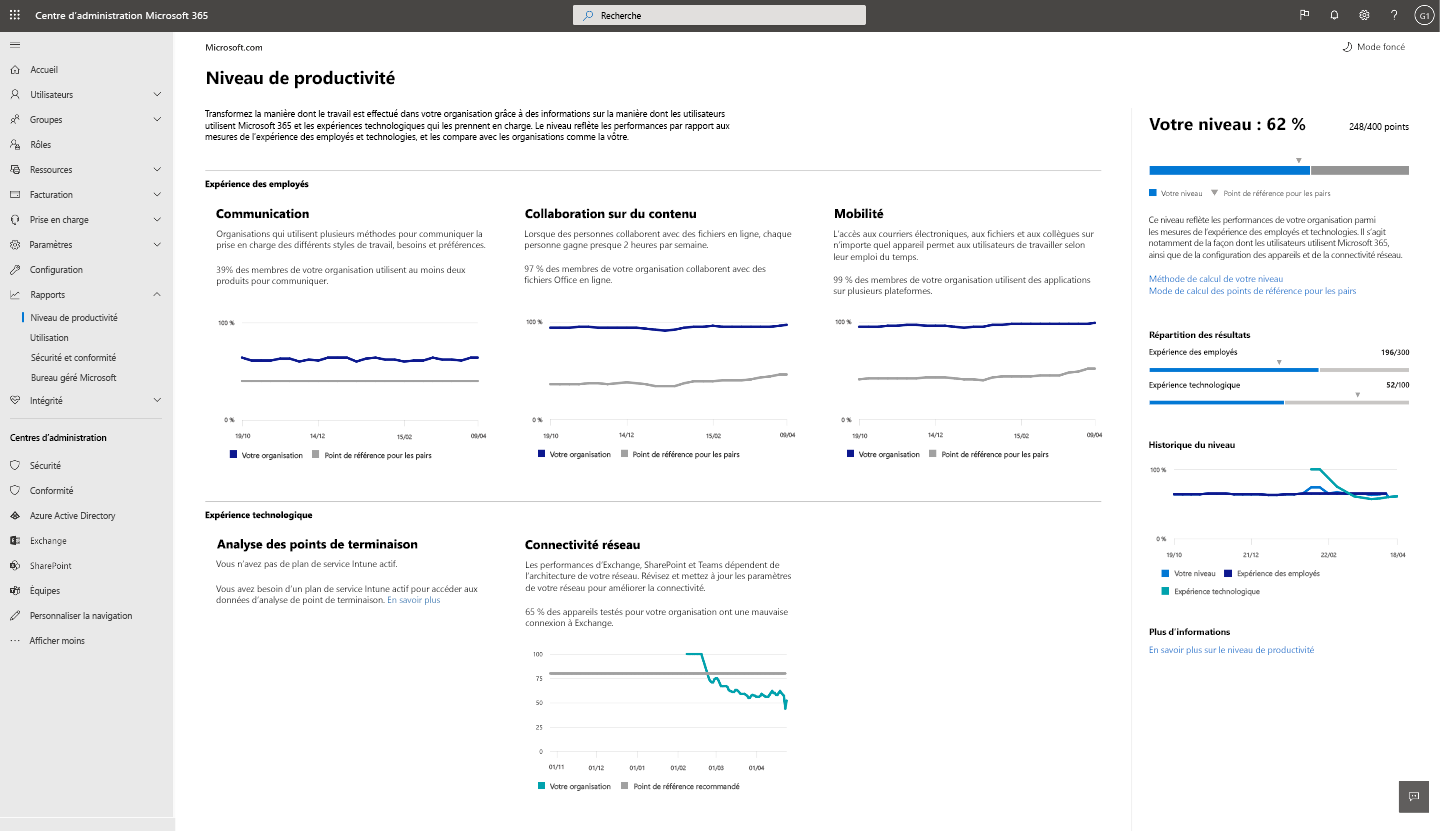 Centre d'administration Microsoft 365
Recherche
G1
Accueil
Utilisateurs
Groupes
Rôles
Ressources
Facturation
Prise en charge
Paramètres
Configuration
Rapports
Niveau de productivité
Utilisation
Sécurité et conformité
Bureau géré Microsoft
Intégrité
Centres d'administration
Sécurité
Conformité
Azure Active Directory
Exchange
SharePoint
Équipes
Personnaliser la navigation
Afficher moins
Microsoft.com
Mode foncé
Niveau de productivité
Transformez la manière dont le travail est effectué dans votre organisation grâce à des informations sur la manière dont les utilisateurs
utilisent Microsoft 365 et les expériences technologiques qui les prennent en charge. Le niveau reflète les performances par rapport aux
mesures de l'expérience des employés et technologies, et les compare avec les organisations comme la vôtre.
Expérience des employés
Communication
Organisations qui utilisent plusieurs méthodes pour communiquer la
prise en charge des différents styles de travail, besoins et préférences.
39% des membres de votre organisation utilisent au moins deux
produits pour communiquer.
100 %
0 %
19/10
14/12
15/02
09/04
Votre organisation
Point de référence pour les pairs
Collaboration sur du contenu
Lorsque des personnes collaborent avec des fichiers en ligne, chaque
personne gagne presque 2 heures par semaine.
97 % des membres de votre organisation collaborent avec des
fichiers Office en ligne.
100 %
0 %
19/10
14/12
15/02
09/04
Votre organisation
Point de référence pour les pairs
Mobilité
L'accès aux courriers électroniques, aux fichiers et aux collègues sur
n'importe quel appareil permet aux utilisateurs de travailler selon
leur emploi du temps.
99 % des membres de votre organisation utilisent des applications
sur plusieurs plateformes.
100 %
0 %
19/10
14/12
15/02
09/04
Votre organisation
Point de référence pour les pairs
Expérience technologique
Analyse des points de terminaison
Vous n'avez pas de plan de service Intune actif.
Vous avez besoin d'un plan de service Intune actif pour accéder aux
données d'analyse de point de terminaison. En savoir plus
Connectivité réseau
Les performances d'Exchange, SharePoint et Teams dépendent de
l'architecture de votre réseau. Révisez et mettez à jour les paramètres
de votre réseau pour améliorer la connectivité.
65 % des appareils testés pour votre organisation ont une mauvaise
connexion à Exchange.
100
75
50
25
0
01/11
01/12
01/01
01/02
01/03
01/04
Votre organisation
Point de référence recommandé
Votre niveau : 62 %
248/400 points
Votre niveau
Point de référence pour les pairs
Ce niveau reflète les performances de votre organisation parmi
les mesures de l'expérience des employés et technologies. Il s'agit
notamment de la façon dont les utilisateurs utilisent Microsoft 365,
ainsi que de la configuration des appareils et de la connectivité réseau.
Méthode de calcul de votre niveau
Mode de calcul des points de référence pour les pairs
Répartition des résultats
Expérience des employés
196/300
Expérience technologique
52/100
Historique du niveau
100 %
0 %
19/10
21/12
22/02
18/04
Votre niveau
Expérience des employés
Expérience technologique
Plus d'informations
En savoir plus sur le niveau de productivité